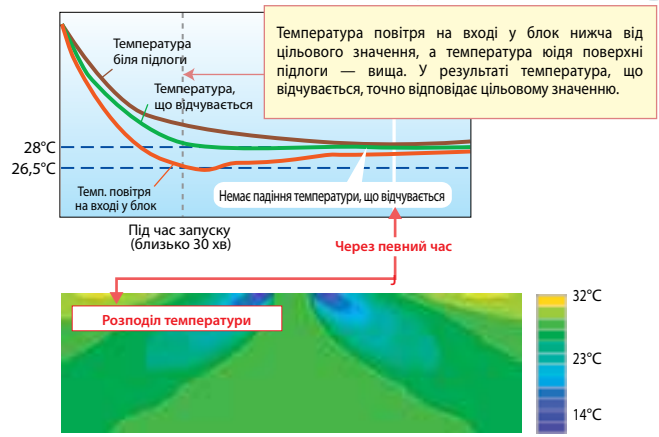 Температура повітря на вході у блок нижча від
цільового значення, а температура юідя поверхні
підлоги — вища. У результаті температура, що
відчувається, точно відповідає цільовому значенню.
Температура
біля підлоги
Температура,
що відчувається
28°C
26,5°C
Темп. повітря
на вході у блок
Немає падіння температури, що відчувається
Під час запуску
(близько 30 хв)
Через певний час
Розподіл температури
32°C
23°C
14°C